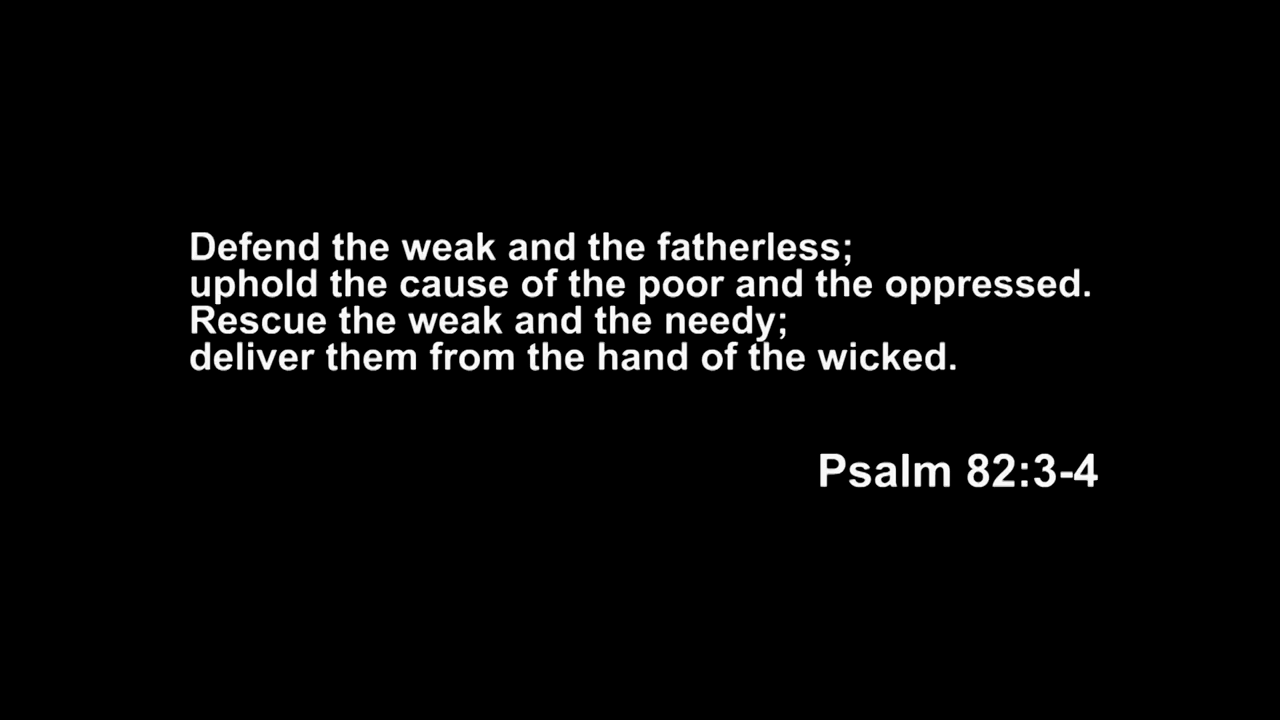 Defend the weak and the fatherless;
uphold the cause of the poor and the oppressed.
Rescue the weak and the needy;
deliver them from the hand of the wicked.
Psalm 82:3-4